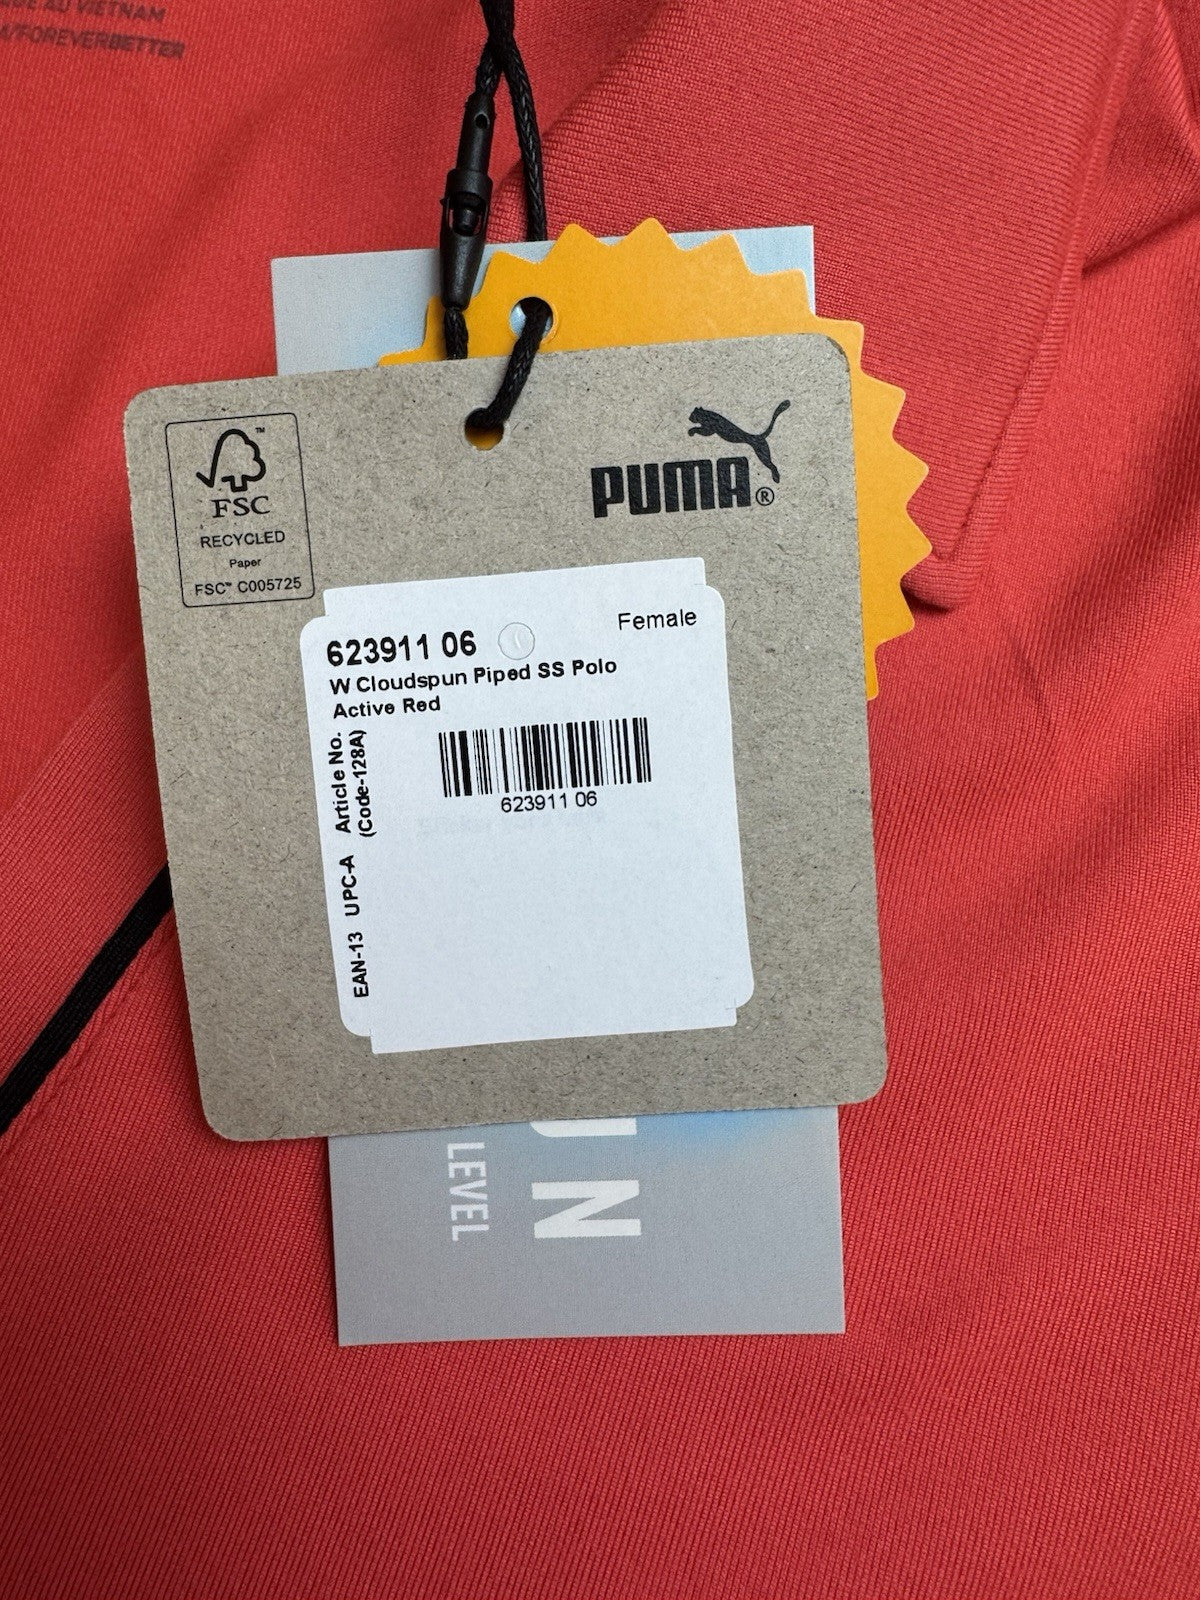 AU VIETNAM
/FOREVERBETTER
FSC
RECYCLED
Paper
FSC™ C005725
PUMA®
623911 06
Female
W Cloudspun Piped SS Polo
Active Red
Article No.
(Code-128A)
623911 06
UPC-A
EAN-13
LEVEL
UN